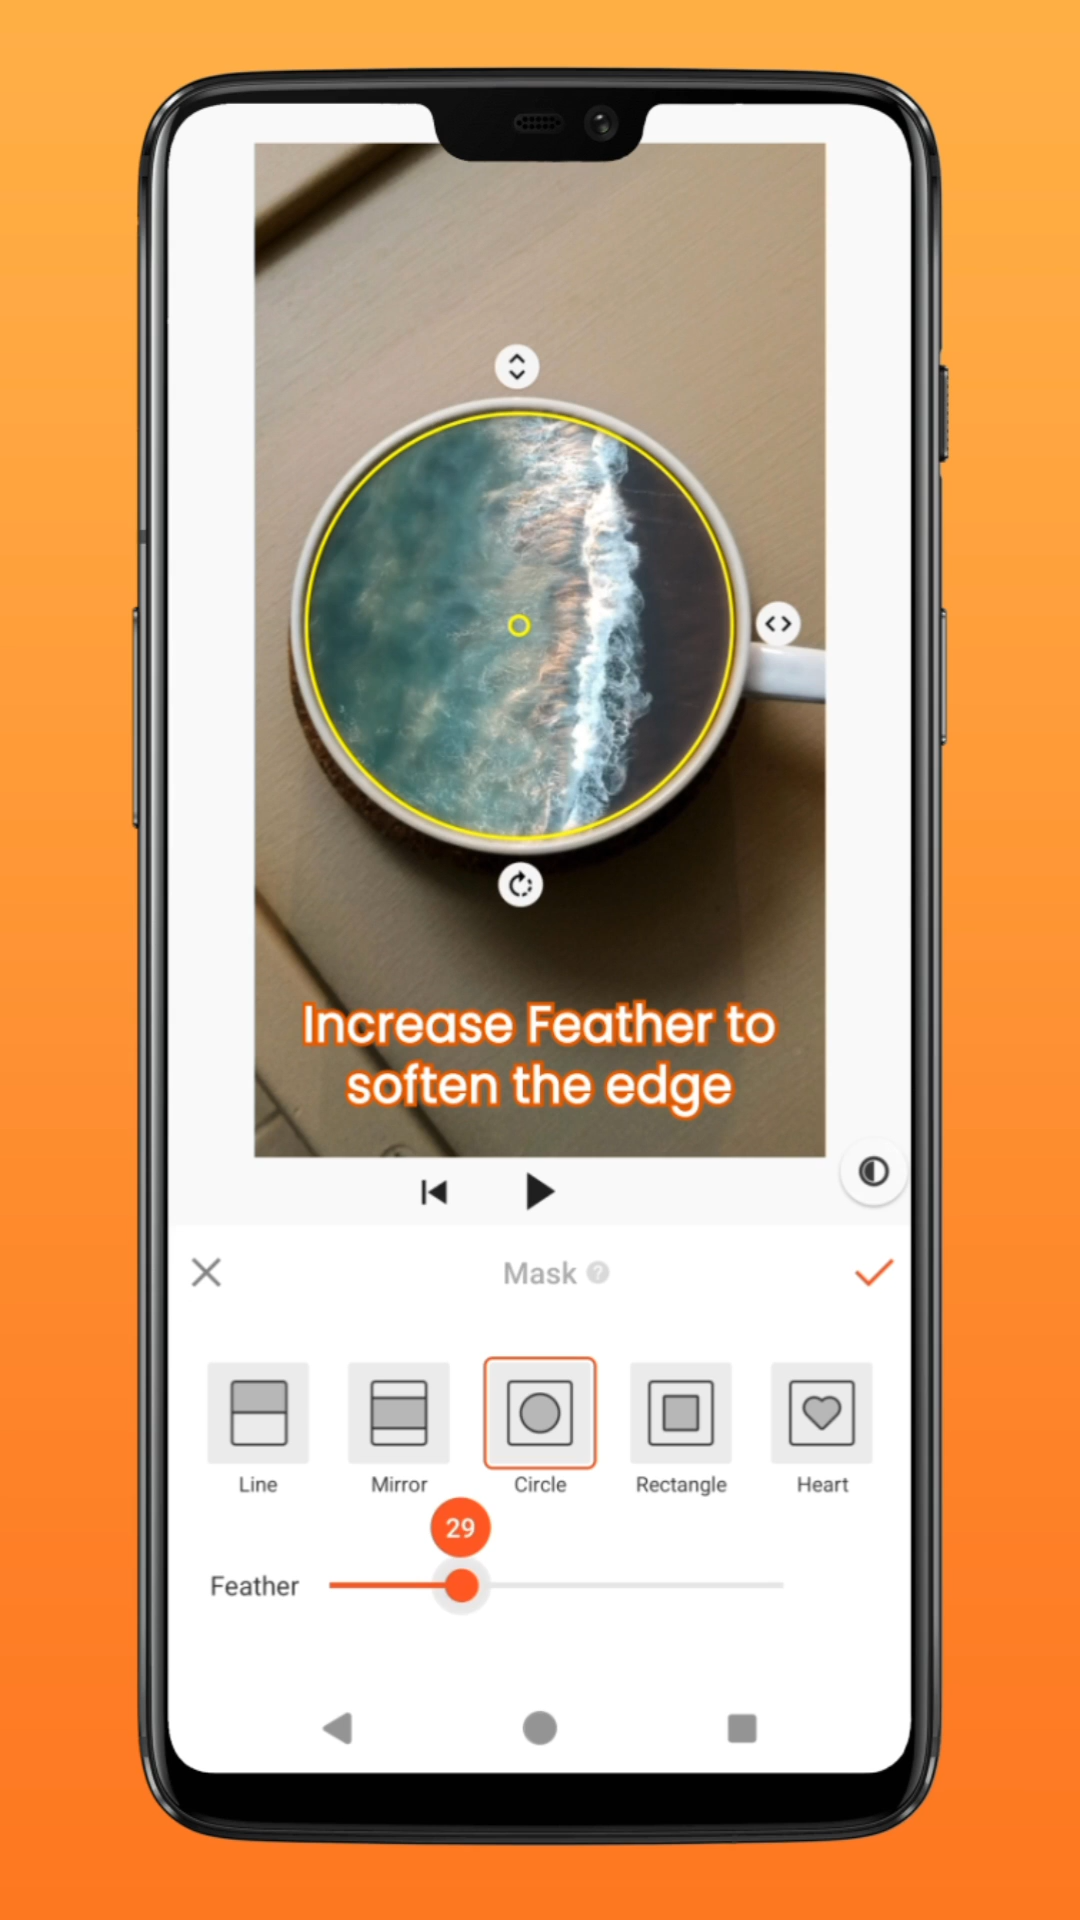 Increase Feather to
soften the edge
Mask ?
Line Mirror Circle Rectangle Heart
29
Feather